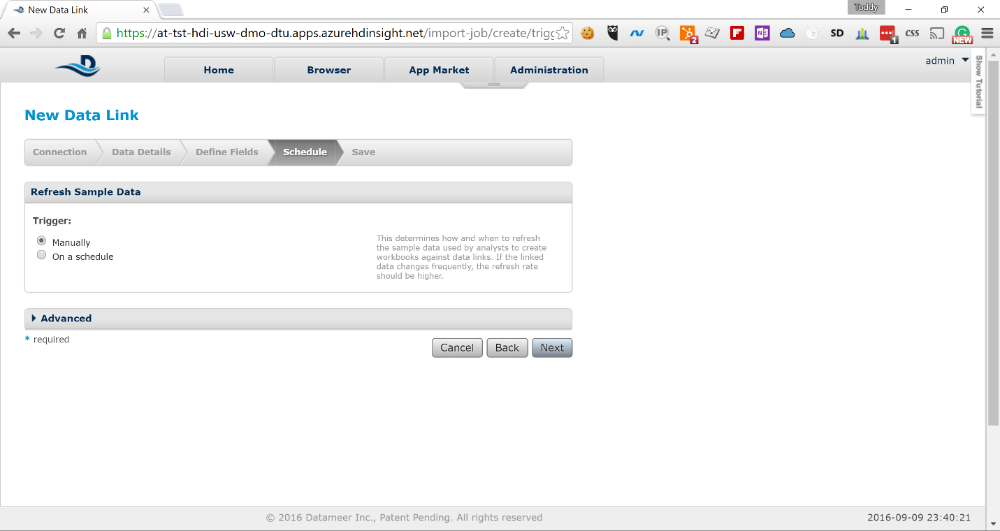 New Data Link
Toddy
https://at-tst-hdi-usw-dmo-dtu.apps.azurehdinsight.net/import-job/create/trigg
IP
2
F
N
SD
1
CSS
G
NEW
D
Home
Browser
App Market
Administration
admin
Show Tutorial
New Data Link
Connection
Data Details
Define Fields
Schedule
Save
Refresh Sample Data
Trigger:
Manually
On a schedule
This determines how and when to refresh
the sample data used by analysts to create
workbooks against data links. If the linked
data changes frequently, the refresh rate
should be higher.
Advanced
* required
Cancel
Back
Next
© 2016 Datameer Inc., Patent Pending. All rights reserved
2016-09-09 23:40:21